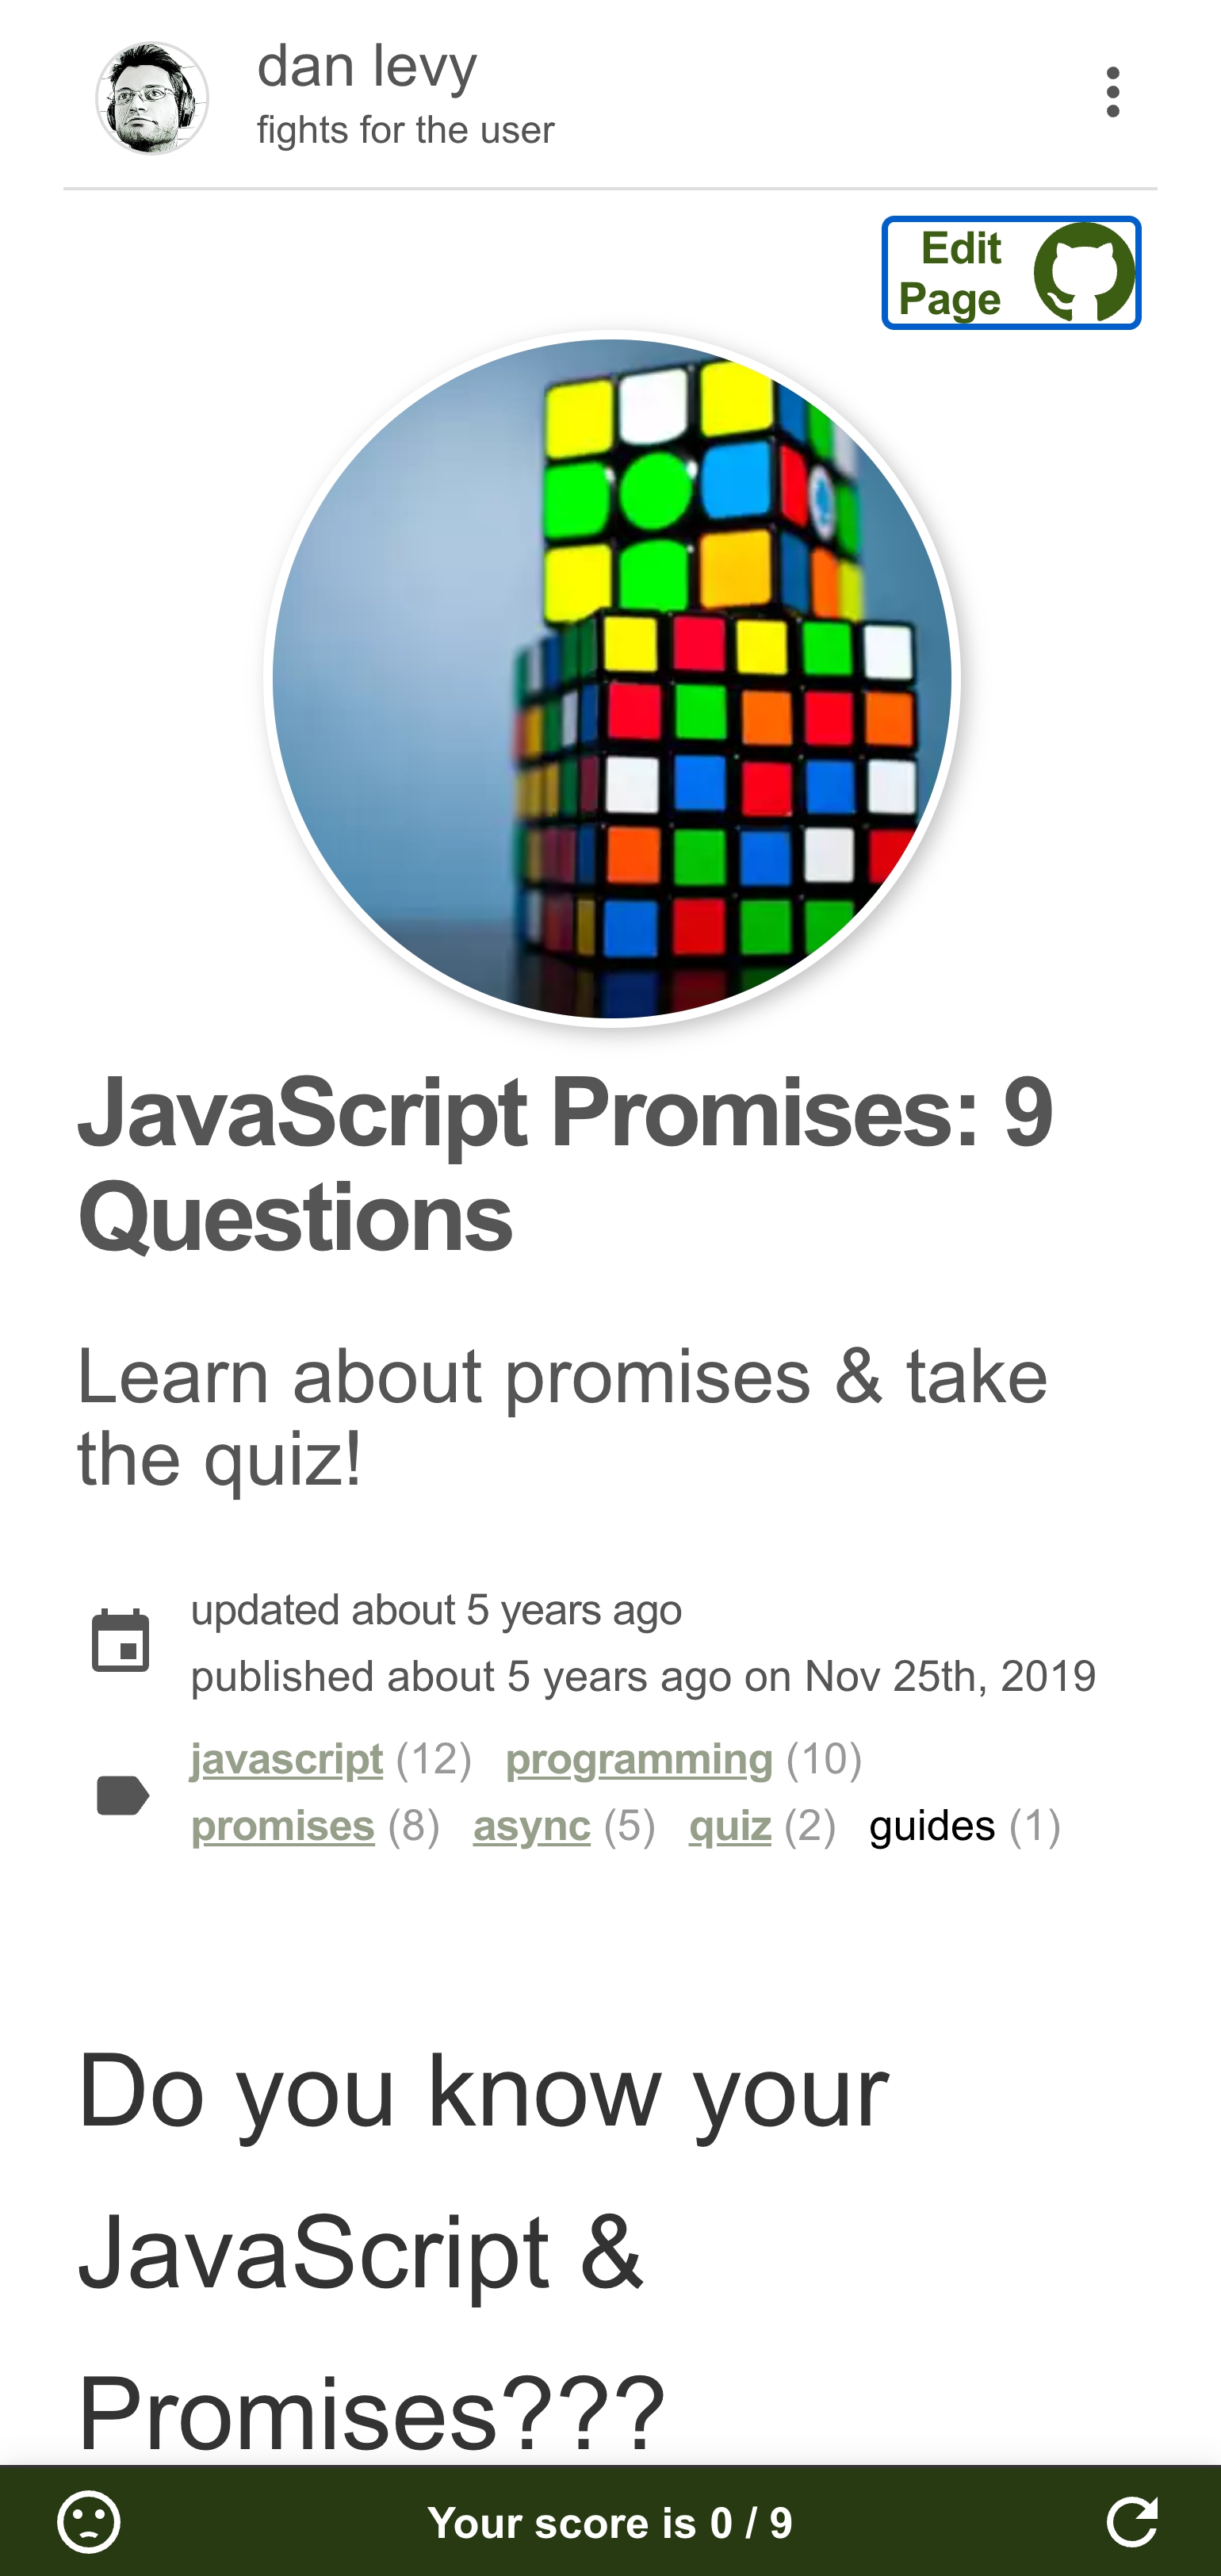 dan levy
fights for the user
Edit
Page
JavaScript Promises: 9
Questions
Learn about promises & take
the quiz!
updated about 5 years ago
published about 5 years ago on Nov 25th, 2019
javascript (12) programming (10)
promises (8) async (5) quiz (2) guides (1)
Do you know your
JavaScript &
Promises???
Your score is 0 / 9